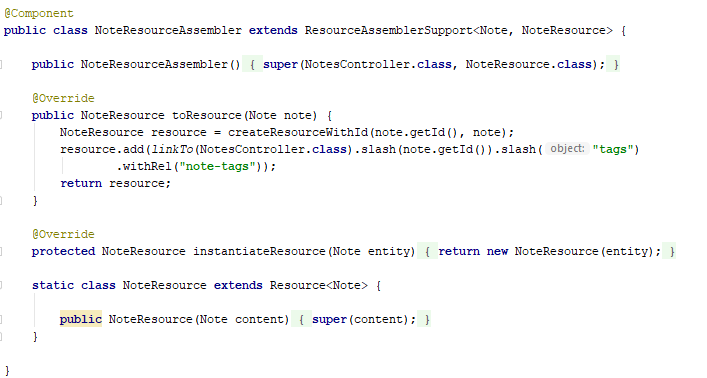 @Component
public class NoteResourceAssembler extends ResourceAssemblerSupport<Note, NoteResource> {
public NoteResourceAssembler() { super(NotesController.class, NoteResource.class); }
@Override
public NoteResource toResource(Note note) {
NoteResource resource = createResourceWithId(note.getId(), note);
resource.add(linkTo(NotesController.class).slash(note.getId()).slash( object: "tags")
.withRel("note-tags"));
return resource;
}
@Override
protected NoteResource instantiateResource(Note entity) { return new NoteResource(entity); }
static class NoteResource extends Resource<Note> {
public NoteResource(Note content) { super(content); }
}
}